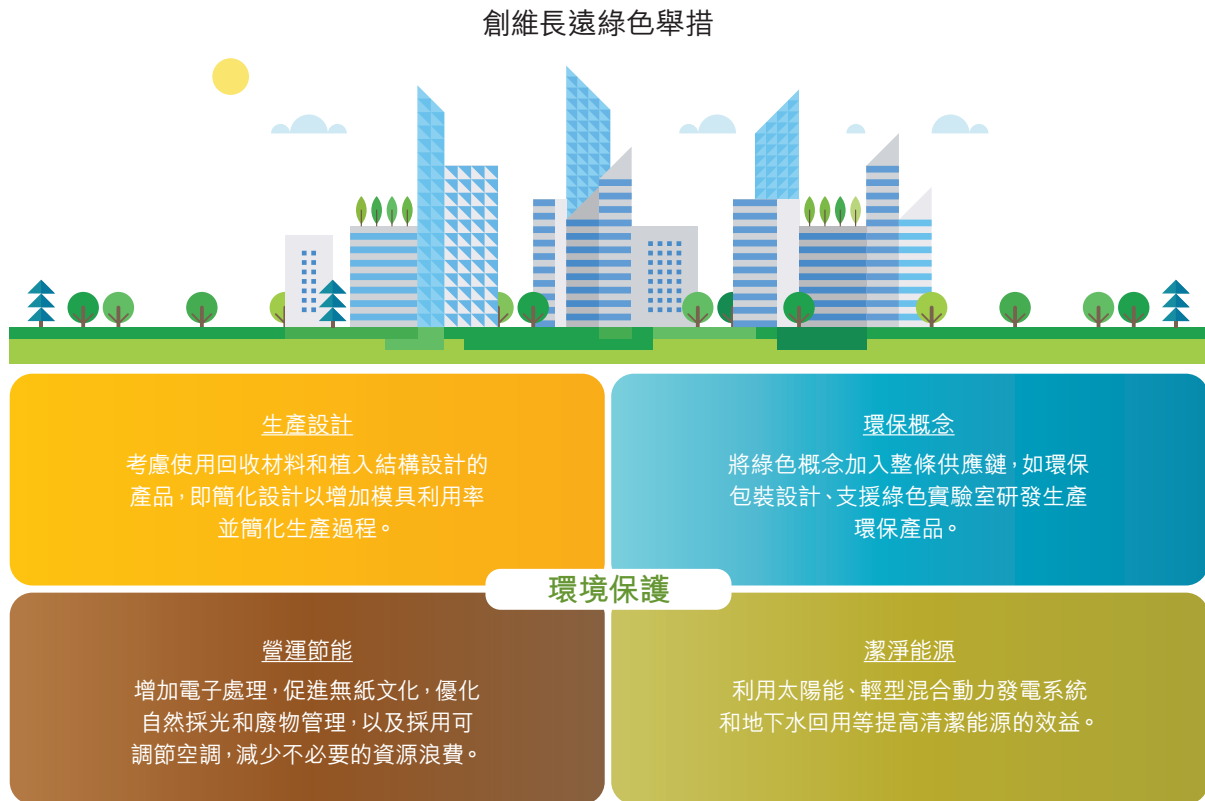 創維長遠綠色舉措
生產設計
考慮使用回收材料和植入結構設計的
產品，即簡化設計以增加模具利用率
並簡化生產過程。
環保概念
將綠色概念加入整條供應鏈，如環保
包裝設計、支援綠色實驗室研發生產
環保產品。
環境保護
營運節能
增加電子處理，促進無紙文化，優化
自然採光和廢物管理，以及採用可
調節空調，減少不必要的資源浪費。
潔淨能源
利用太陽能、輕型混合動力發電系統
和地下水回用等提高清潔能源的效益。